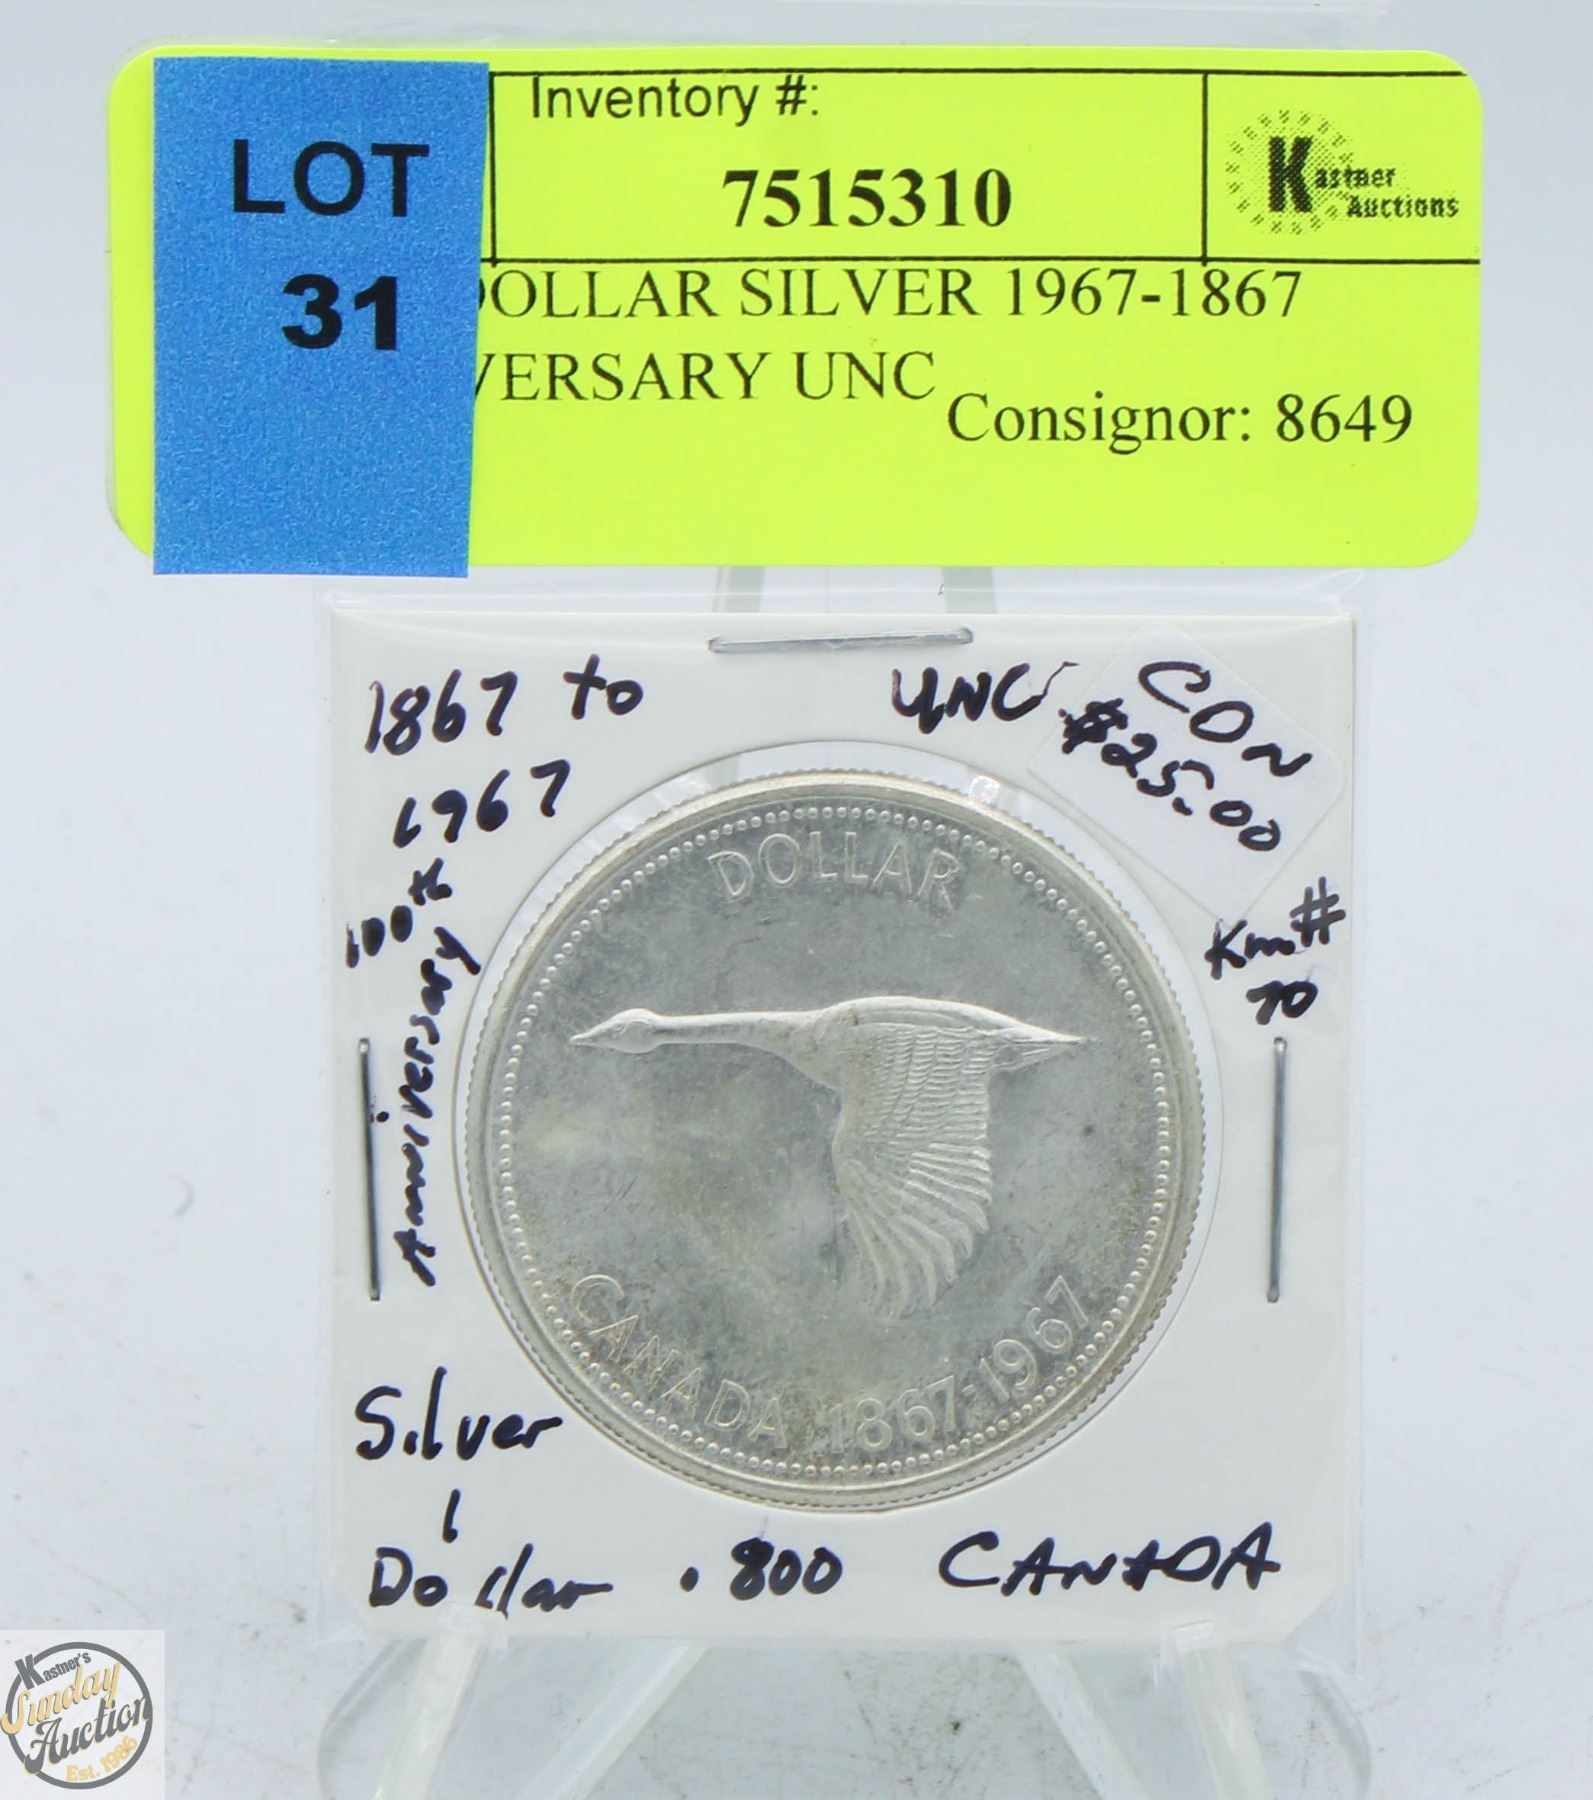 LOT
31
Inventory #:
7515310
Kastner
Auctions
DOLLAR SILVER 1967-1867
VERSARY UNC
Consignor: 8649
1867 to
1967
100th
Anniversary
UNC
CON
$25.00
Km#
70
DOLLAR
CANADA 1867-1967
Silver
1
Dollar .800 CANADA
Kastner's
Sunday
Auction
Est. 1986